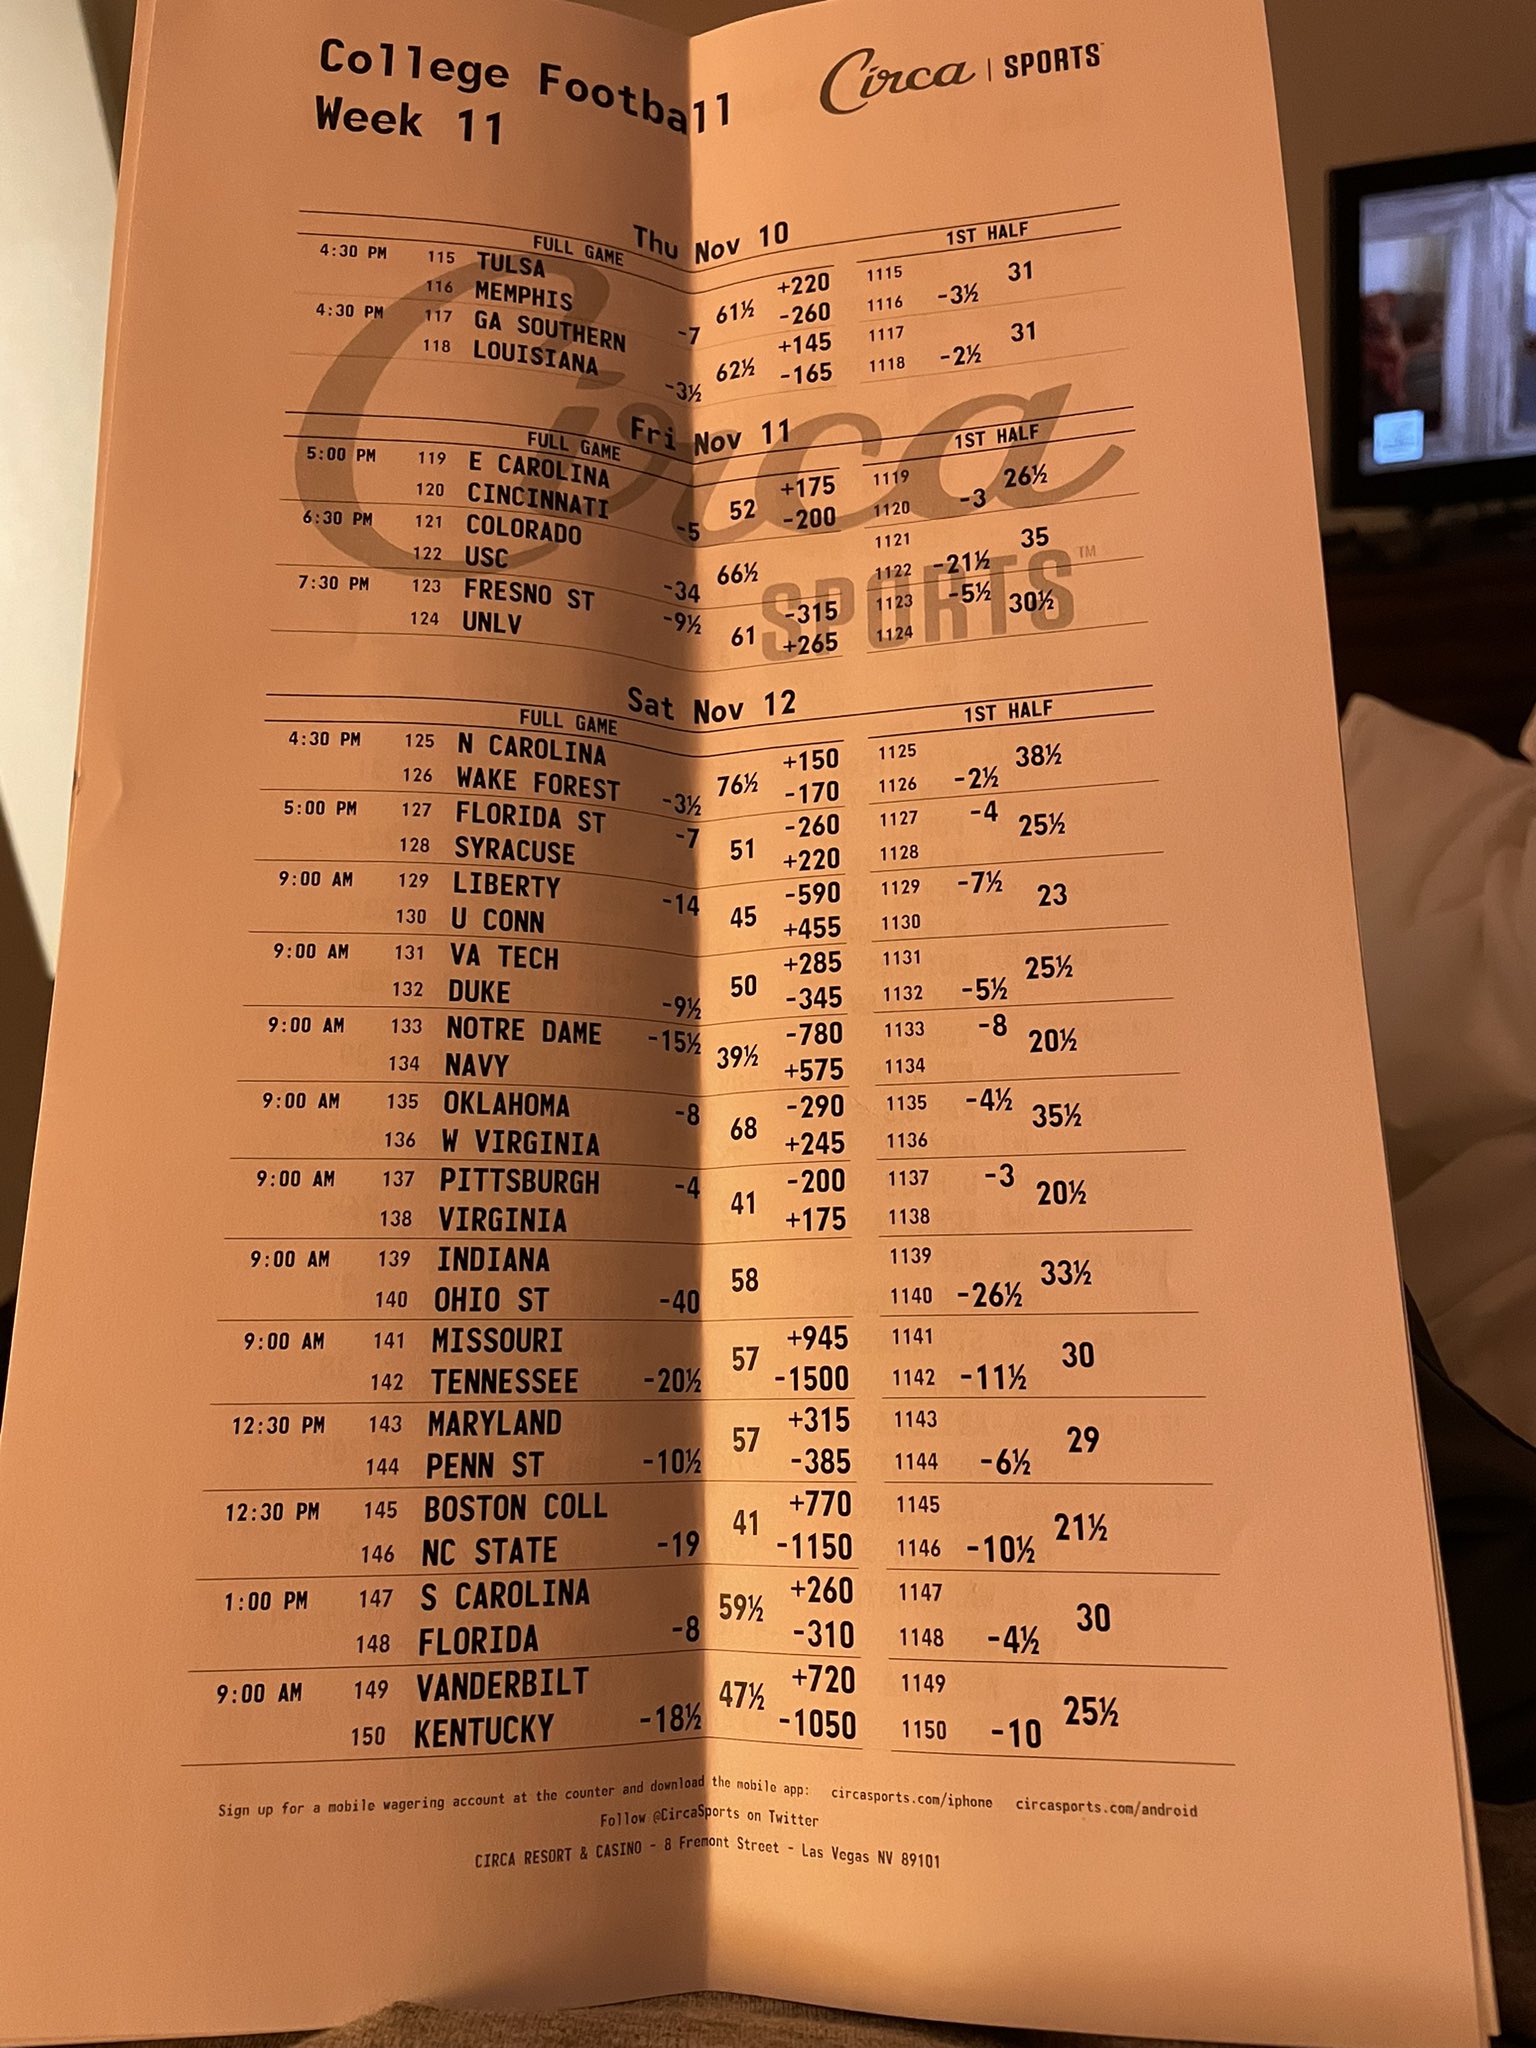 College Football
Week 11
Circa | SPORTS
Thu Nov 10
FULL GAME 1ST HALF
4:30 PM 115 TULSA +220 1115 31
116 MEMPHIS -7 61½ -260 1116 -3½
4:30 PM 117 GA SOUTHERN +145 1117 31
118 LOUISIANA -3½ 62½ -165 1118 -2½
Fri Nov 11
FULL GAME 1ST HALF
5:00 PM 119 E CAROLINA +175 1119 26½
120 CINCINNATI -5 52 -200 1120 -3
6:30 PM 121 COLORADO 1121 35
122 USC -34 66½ 1122 -21½
7:30 PM 123 FRESNO ST -9½ -315 1123 -5½ 30½
124 UNLV 61 +265 1124
Circa SPORTS™
Sat Nov 12
FULL GAME 1ST HALF
4:30 PM 125 N CAROLINA +150 1125 38½
126 WAKE FOREST -3½ 76½ -170 1126 -2½
5:00 PM 127 FLORIDA ST -7 -260 1127 -4 25½
128 SYRACUSE 51 +220 1128
9:00 AM 129 LIBERTY -14 -590 1129 -7½ 23
130 U CONN 45 +455 1130
9:00 AM 131 VA TECH +285 1131 25½
132 DUKE -9½ 50 -345 1132 -5½
9:00 AM 133 NOTRE DAME -15½ -780 1133 -8 20½
134 NAVY 39½ +575 1134
9:00 AM 135 OKLAHOMA -8 -290 1135 -4½ 35½
136 W VIRGINIA 68 +245 1136
9:00 AM 137 PITTSBURGH -4 -200 1137 -3 20½
138 VIRGINIA 41 +175 1138
9:00 AM 139 INDIANA 58 1139 33½
140 OHIO ST -40 1140 -26½
9:00 AM 141 MISSOURI 57 +945 1141 30
142 TENNESSEE -20½ -1500 1142 -11½
12:30 PM 143 MARYLAND 57 +315 1143 29
144 PENN ST -10½ -385 1144 -6½
12:30 PM 145 BOSTON COLL 41 +770 1145 21½
146 NC STATE -19 -1150 1146 -10½
1:00 PM 147 S CAROLINA 59½ +260 1147 30
148 FLORIDA -8 -310 1148 -4½
9:00 AM 149 VANDERBILT 47½ +720 1149 25½
150 KENTUCKY -18½ -1050 1150 -10
Sign up for a mobile wagering account at the counter and download the mobile app: circasports.com/iphone circasports.com/android
Follow @CircaSports on Twitter
CIRCA RESORT & CASINO - 8 Fremont Street - Las Vegas NV 89101